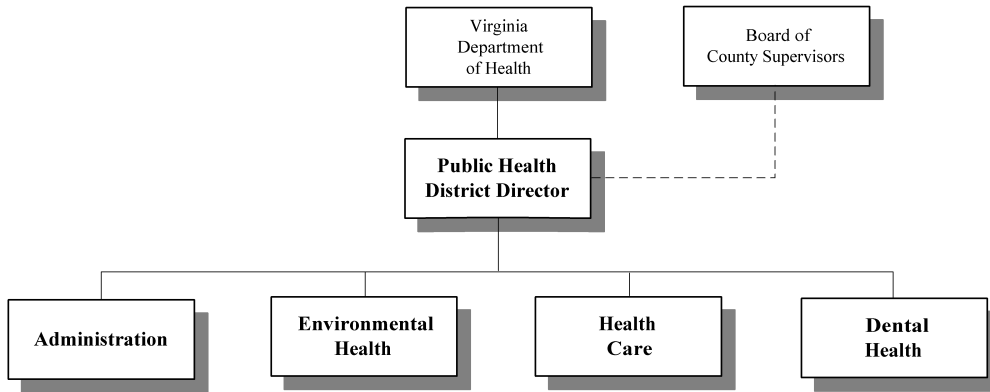 Virginia
Department
of Health
Board of
County Supervisors
Public Health
District Director
Administration
Environmental
Health
Health
Care
Dental
Health